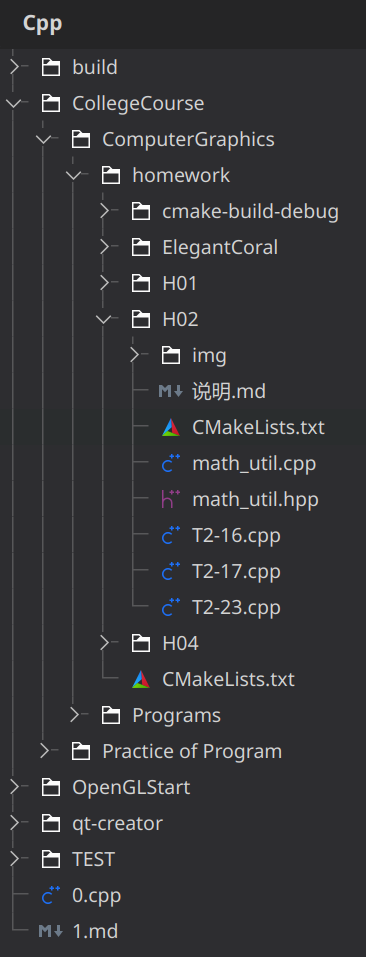 Cpp
build
CollegeCourse
ComputerGraphics
homework
cmake-build-debug
ElegantCoral
H01
H02
img
说明.md
CMakeLists.txt
math_util.cpp
math_util.hpp
T2-16.cpp
T2-17.cpp
T2-23.cpp
H04
CMakeLists.txt
Programs
Practice of Program
OpenGLStart
qt-creator
TEST
0.cpp
1.md